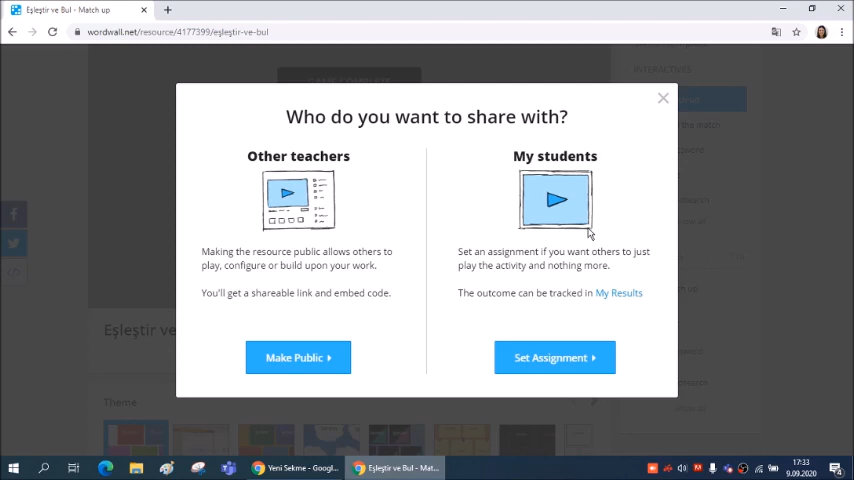 Eşleştir ve Bul - Match up
wordwall.net/resource/4177399/eşleştir-ve-bul
INTERACTIVES
the match
Who do you want to share with?
Other teachers
My students
Making the resource public allows others to
play, configure or build upon your work.
You'll get a shareable link and embed code.
Set an assignment if you want others to just
play the activity and nothing more.
The outcome can be tracked in My Results
Make Public
Set Assignment
Eşleştir ve
Theme
Yeni Sekme - Googl...
Eşleştir ve Bul - Mat...
17:33
9.09.2020
4